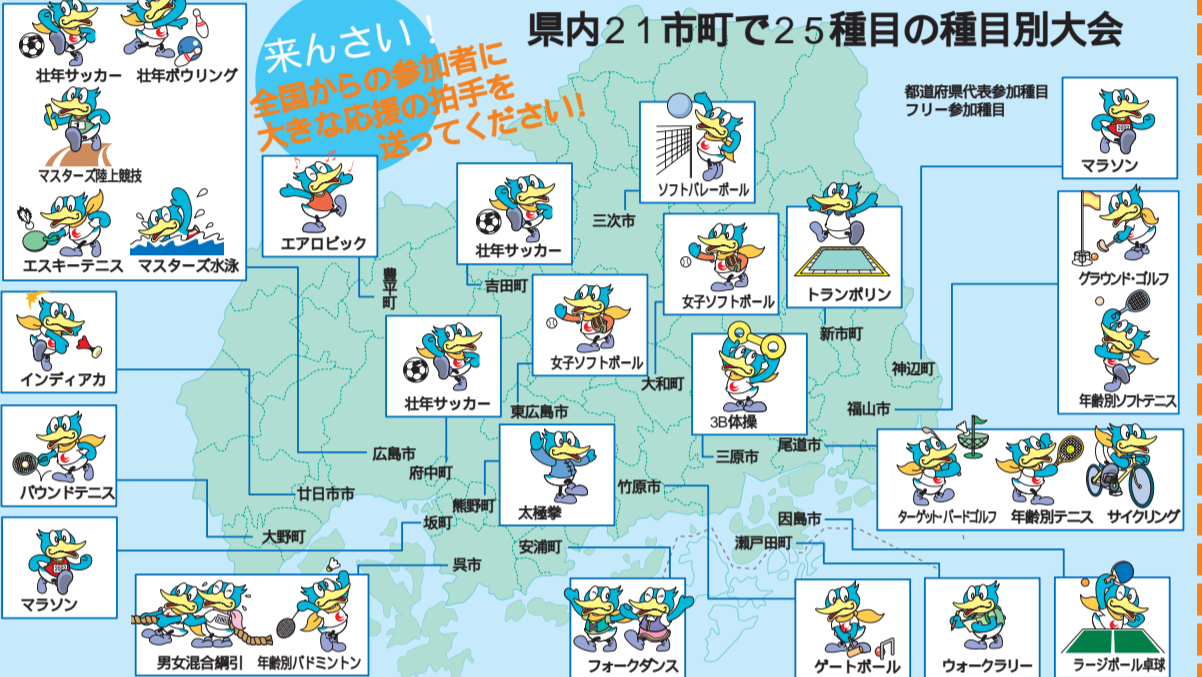 県内21市町で25種目の種目別大会
来んさい！
全国からの参加者に
大きな応援の拍手を
送ってください！
都道府県代表参加種目
フリー参加種目
壮年サッカー
壮年ボウリング
マスターズ陸上競技
エスキーテニス
マスターズ水泳
エアロビック
壮年サッカー
ソフトバレーボール
マラソン
三次市
女子ソフトボール
トランポリン
グラウンド・ゴルフ
豊平町
吉田町
女子ソフトボール
新市町
インディアカ
壮年サッカー
大和町
3B体操
神辺町
年齢別ソフトテニス
東広島市
福山市
広島市
府中町
三原市
尾道市
パウンドテニス
廿日市市
熊野町
太極拳
竹原市
ターゲット・バードゴルフ
年齢別テニス
サイクリング
大野町
坂町
安浦町
因島市
瀬戸田町
マラソン
呉市
男女混合綱引
年齢別バドミントン
フォークダンス
ゲートボール
ウォークラリー
ラージボール卓球